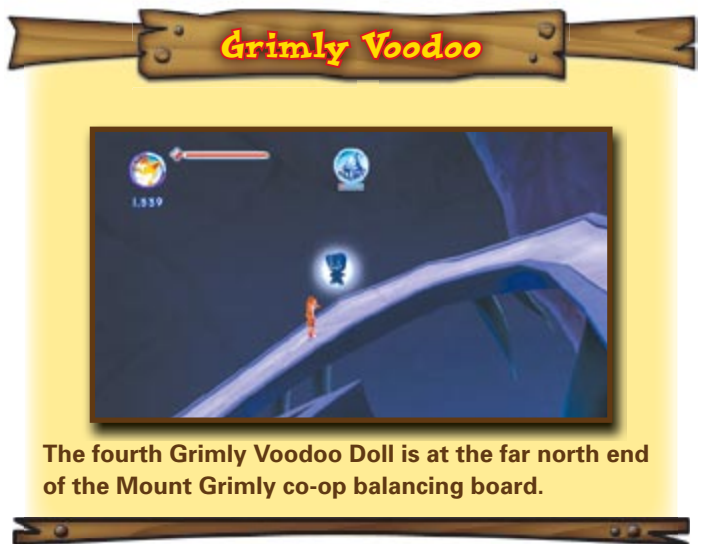 Grimly Voodoo
1,539
The fourth Grimly Voodoo Doll is at the far north end
of the Mount Grimly co-op balancing board.